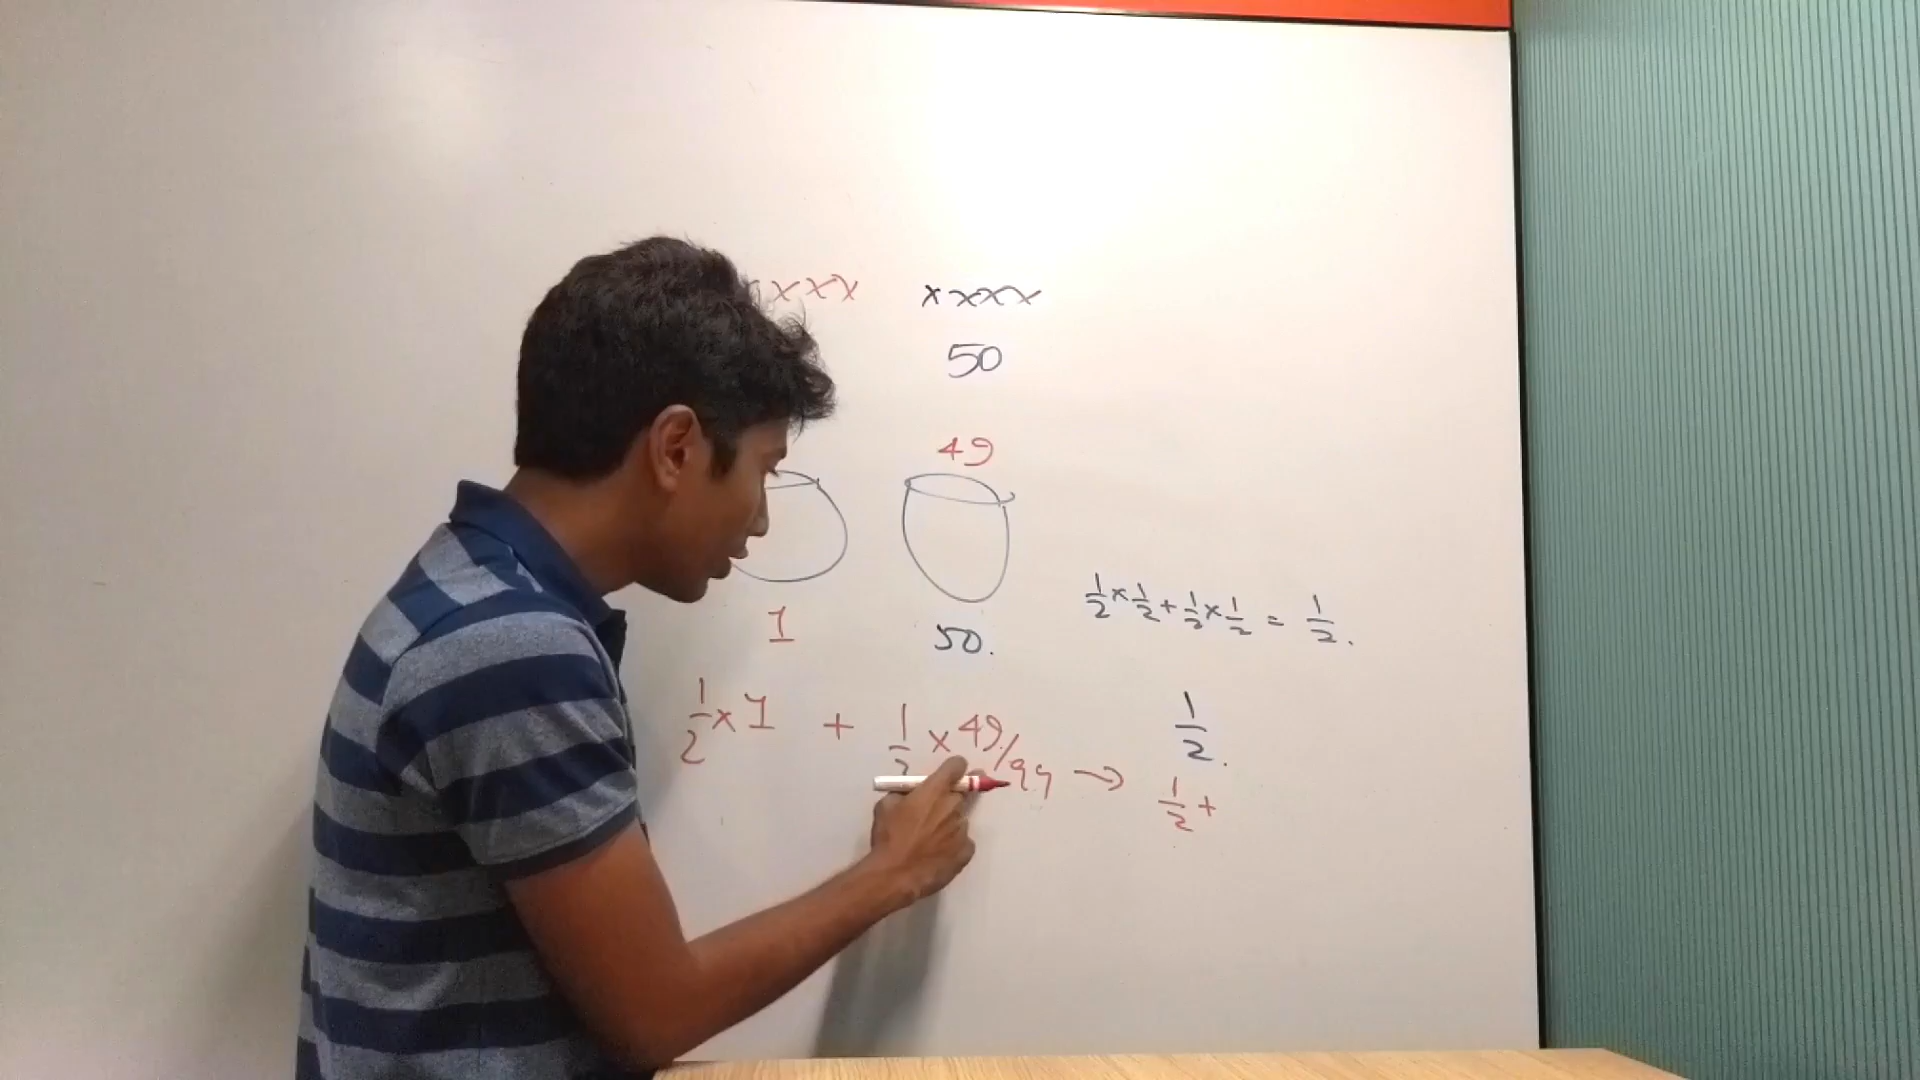 x x x x x x x
50
49
1 50.
1/2 x 1/2 + 1/2 x 1/2 = 1/2.
1/2 x 1 + 1/2 x 49/99 → 1/2.
1/2 +